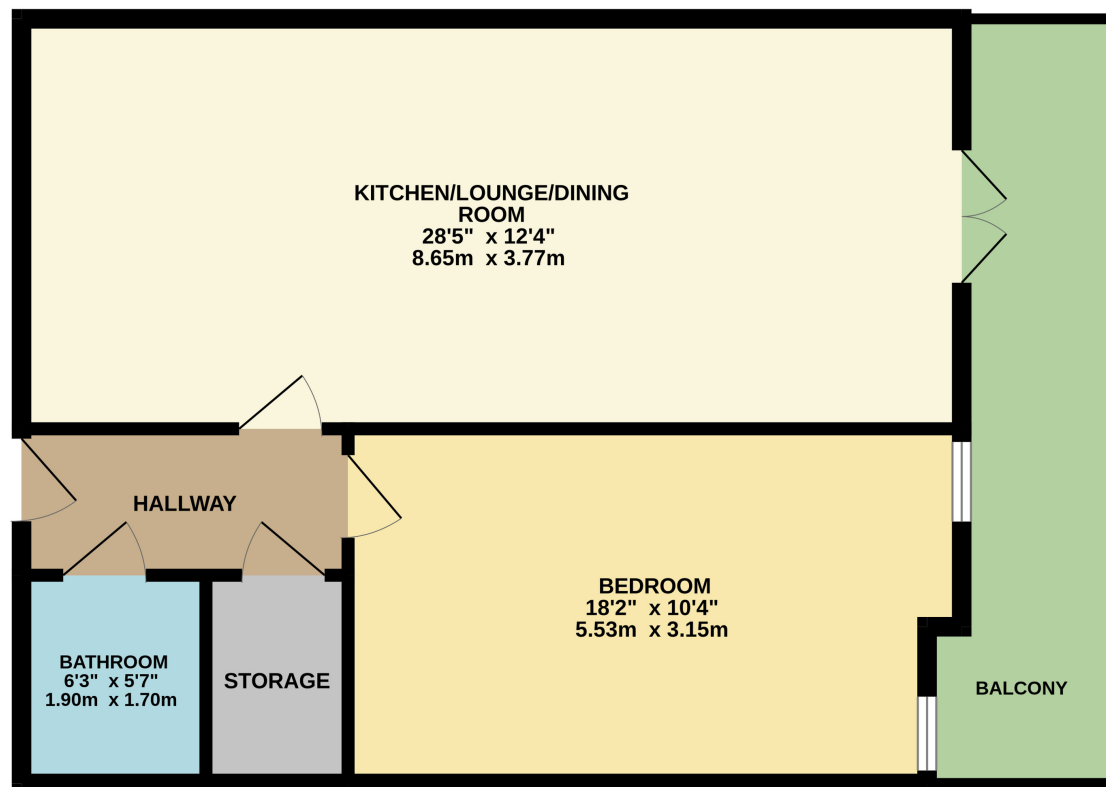 KITCHEN/LOUNGE/DINING
ROOM
28'5" x 12'4"
8.65m x 3.77m
HALLWAY
BEDROOM
18'2" x 10'4"
5.53m x 3.15m
BATHROOM
6'3" x 5'7"
1.90m x 1.70m
STORAGE
BALCONY